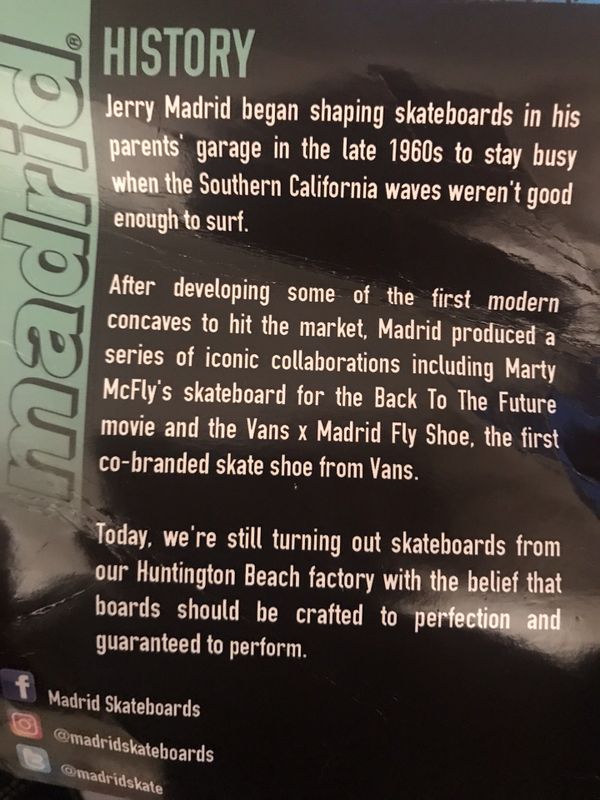 madrid®
HISTORY
Jerry Madrid began shaping skateboards in his
parents' garage in the late 1960s to stay busy
when the Southern California waves weren't good
enough to surf.
After developing some of the first modern
concaves to hit the market, Madrid produced a
series of iconic collaborations including Marty
McFly's skateboard for the Back To The Future
movie and the Vans x Madrid Fly Shoe, the first
co-branded skate shoe from Vans.
Today, we're still turning out skateboards from
our Huntington Beach factory with the belief that
boards should be crafted to perfection and
guaranteed to perform.
f Madrid Skateboards
@madridskateboards
@madridskate